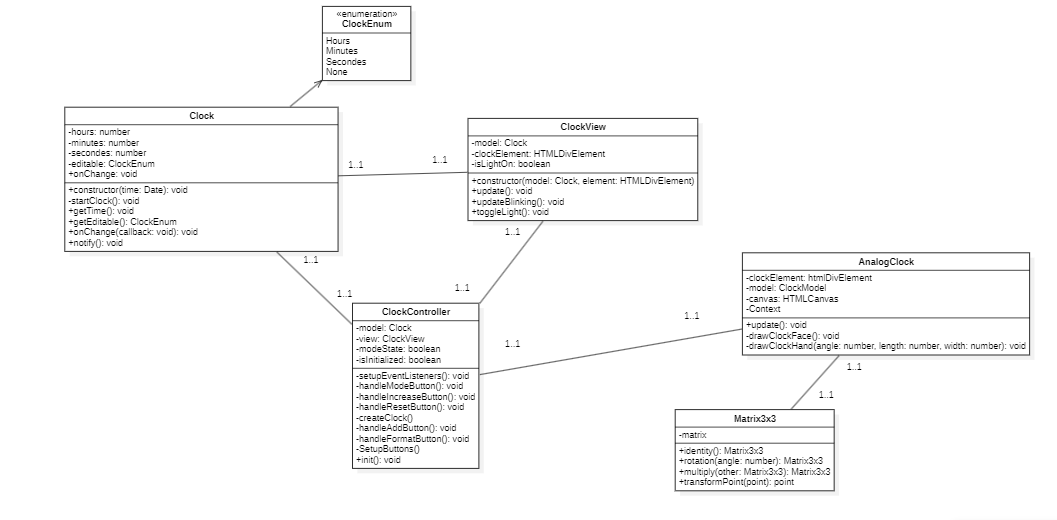 «enumeration»
ClockEnum
Hours
Minutes
Secondes
None
Clock
-hours: number
-minutes: number
-secondes: number
-editable: ClockEnum
+onChange: void
+constructor(time: Date): void
-startClock(): void
+getTime(): void
+getEditable(): ClockEnum
+onChange(callback: void): void
+notify(): void
1..1
1..1
ClockView
-model: Clock
-clockElement: HTMLDivElement
-isLightOn: boolean
+constructor(model: Clock, element: HTMLDivElement)
+update(): void
+updateBlinking(): void
+toggleLight(): void
1..1
1..1
1..1
1..1
ClockController
-model: Clock
-view: ClockView
-modeState: boolean
-isInitialized: boolean
-setupEventListeners(): void
-handleModeButton(): void
-handleIncreaseButton(): void
-handleResetButton(): void
-createClock()
-handleAddButton(): void
-handleFormatButton(): void
-SetupButtons()
+init(): void
1..1
1..1
AnalogClock
-clockElement: htmlDivElement
-model: ClockModel
-canvas: HTMLCanvas
-Context
+update(): void
-drawClockFace(): void
-drawClockHand(angle: number, length: number, width: number): void
1..1
1..1
Matrix3x3
-matrix
+identity(): Matrix3x3
+rotation(angle: number): Matrix3x3
+multiply(other: Matrix3x3): Matrix3x3
+transformPoint(point): point